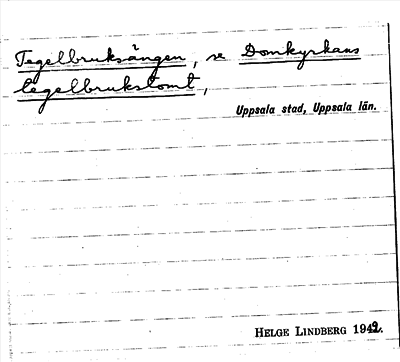 Tegelbruksängen, se Domkyrkans
tegelbrukstomt,
Uppsala stad, Uppsala län.
HELGE LINDBERG 1942.